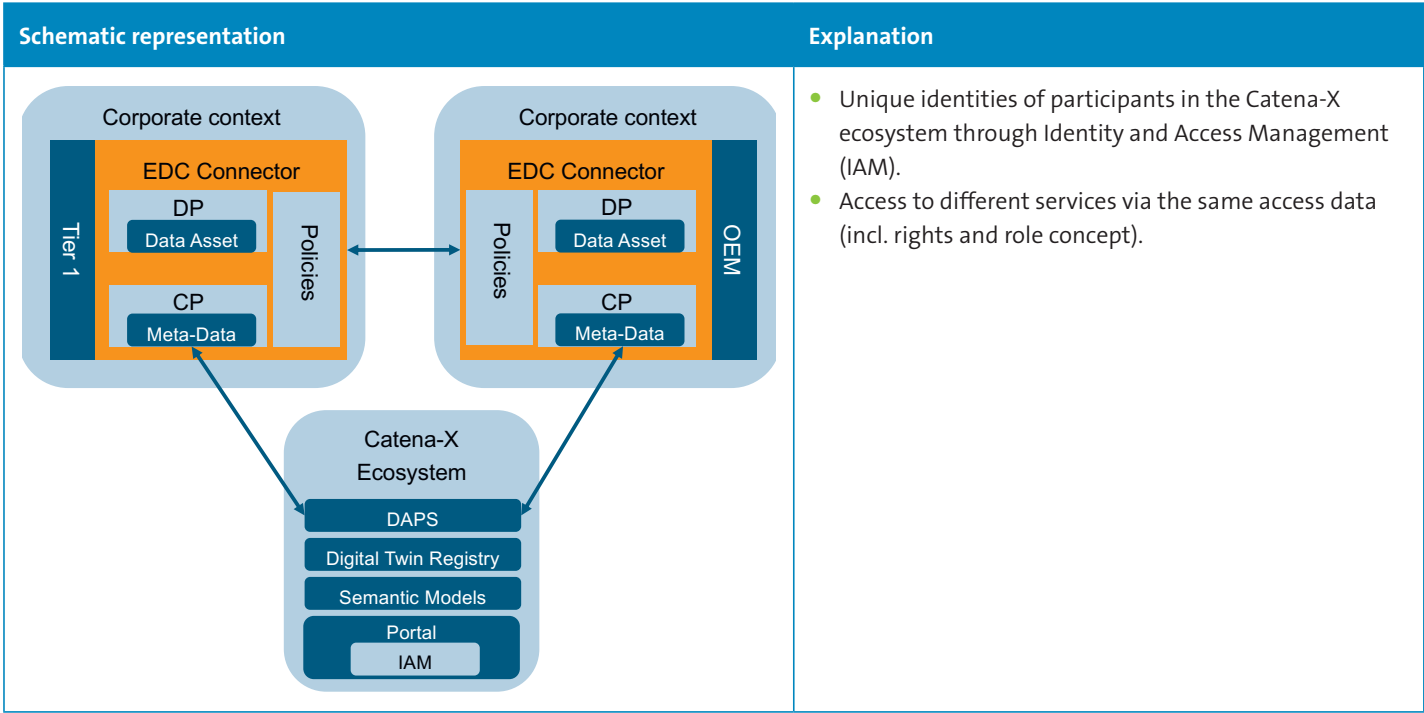 Schematic representation
Explanation
Corporate context
EDC Connector
Tier 1
DP
Data Asset
CP
Meta-Data
Policies
Corporate context
EDC Connector
Policies
DP
Data Asset
CP
Meta-Data
OEM
Catena-X
Ecosystem
DAPS
Digital Twin Registry
Semantic Models
Portal
IAM
• Unique identities of participants in the Catena-X
ecosystem through Identity and Access Management
(IAM).
• Access to different services via the same access data
(incl. rights and role concept).